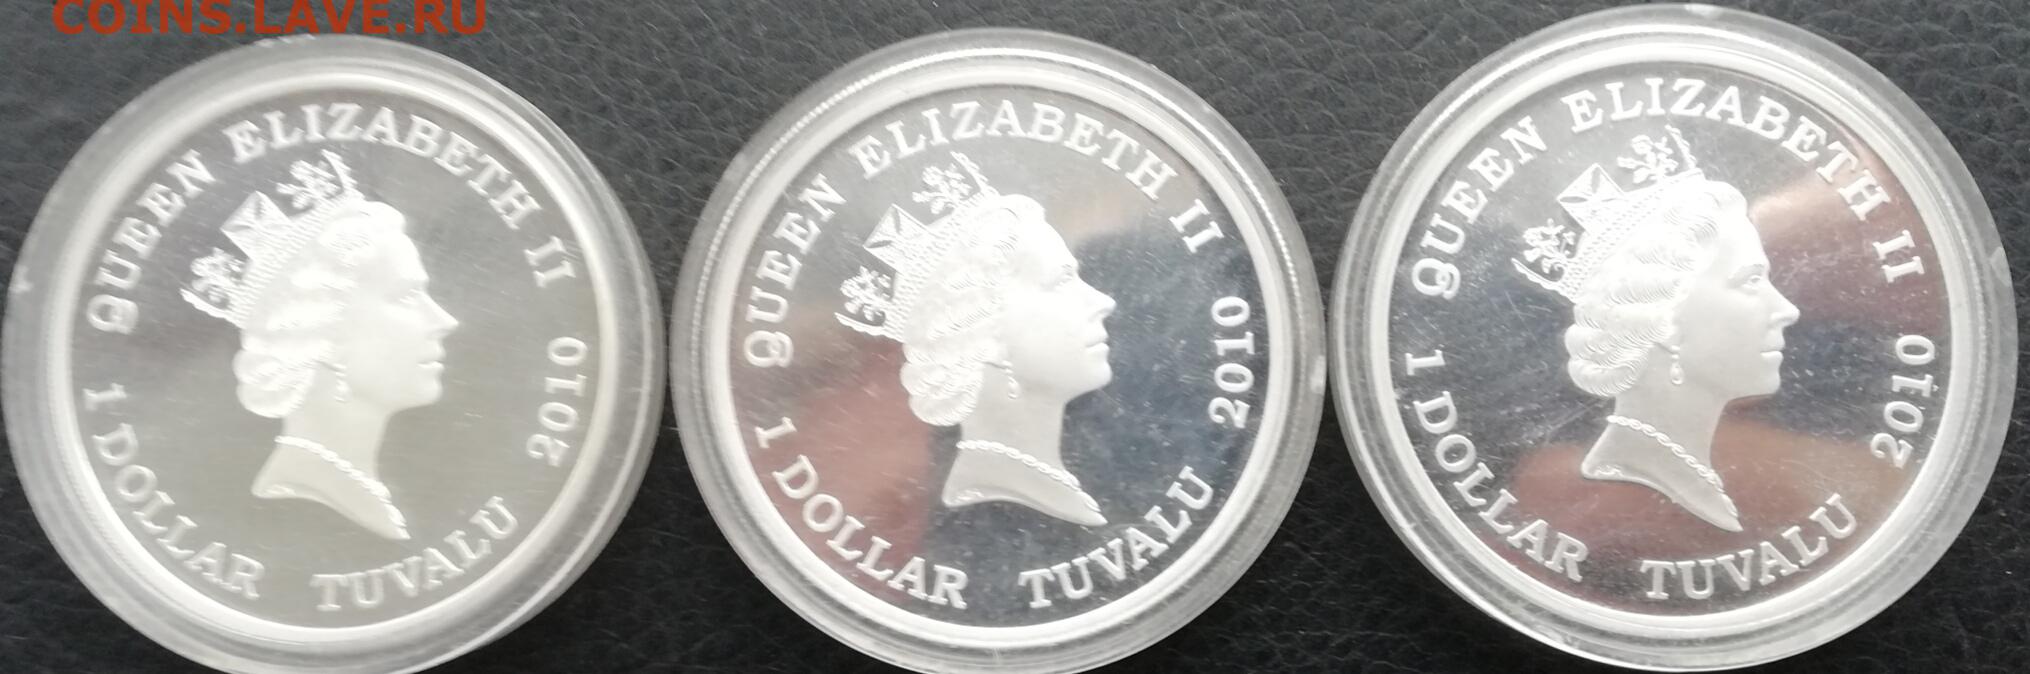 COINS.LAVE.RU
QUEEN ELIZABETH II 2010
1 DOLLAR TUVALU
QUEEN ELIZABETH II 2010
1 DOLLAR TUVALU
QUEEN ELIZABETH II 2010
1 DOLLAR TUVALU